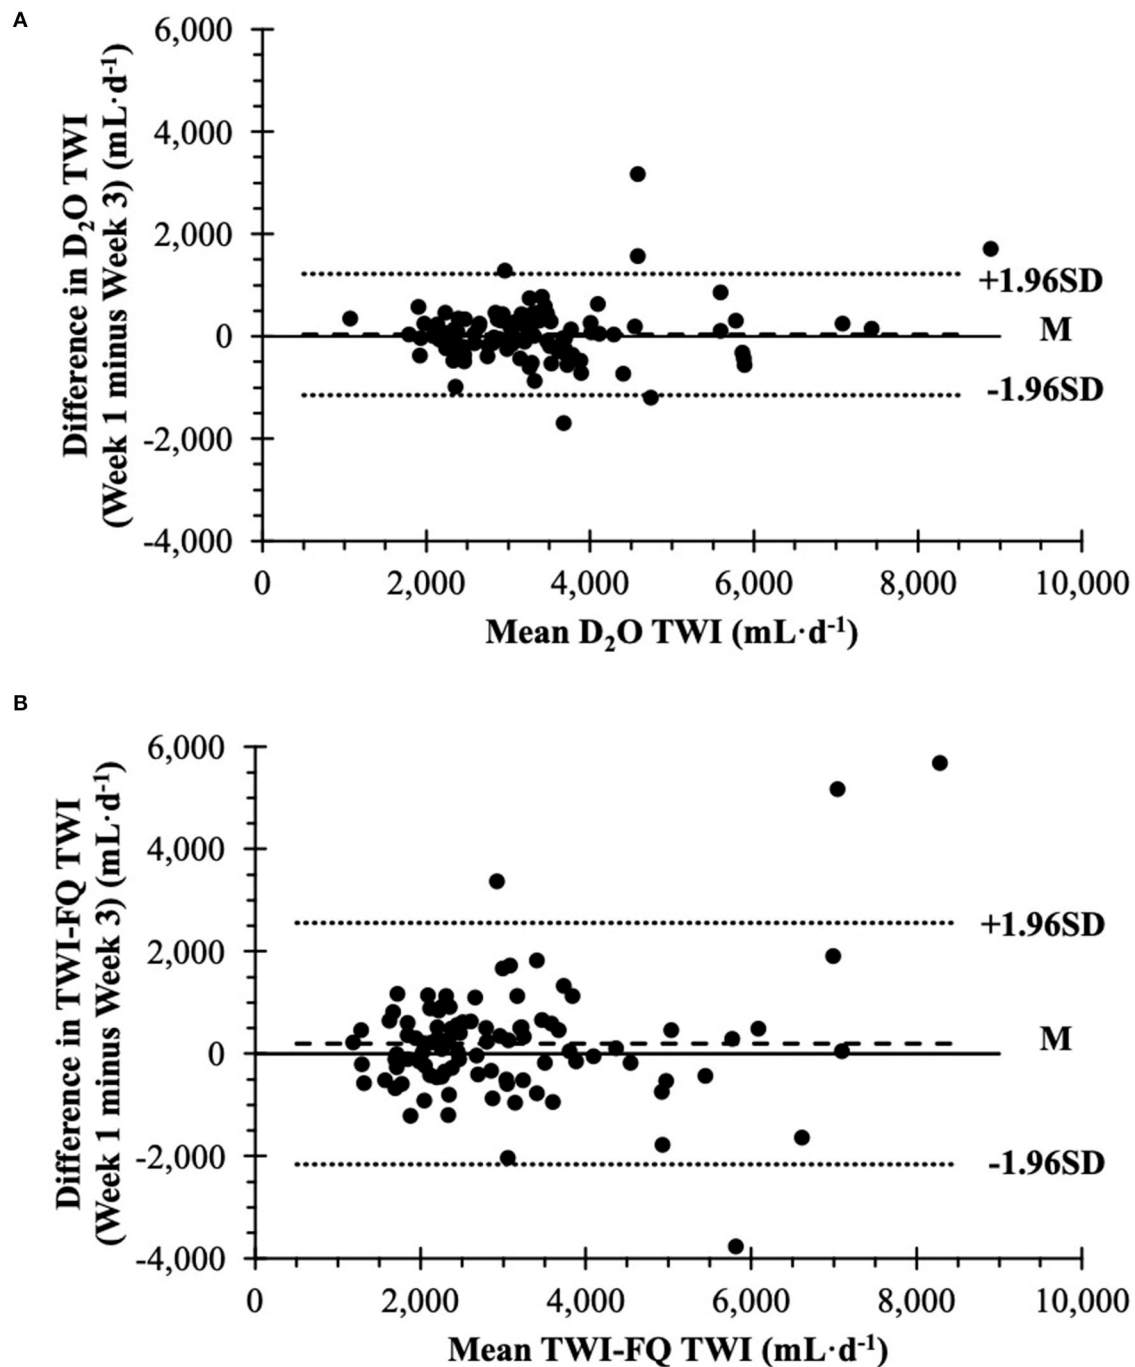 A
6,000
4,000
2,000
0
-2,000
-4,000
Difference in D₂O TWI
(Week 1 minus Week 3) (mL·d⁻¹)
+1.96SD
M
-1.96SD
0 2,000 4,000 6,000 8,000 10,000
Mean D₂O TWI (mL·d⁻¹)
B
6,000
4,000
2,000
0
-2,000
-4,000
Difference in TWI-FQ TWI
(Week 1 minus Week 3) (mL·d⁻¹)
+1.96SD
M
-1.96SD
0 2,000 4,000 6,000 8,000 10,000
Mean TWI-FQ TWI (mL·d⁻¹)